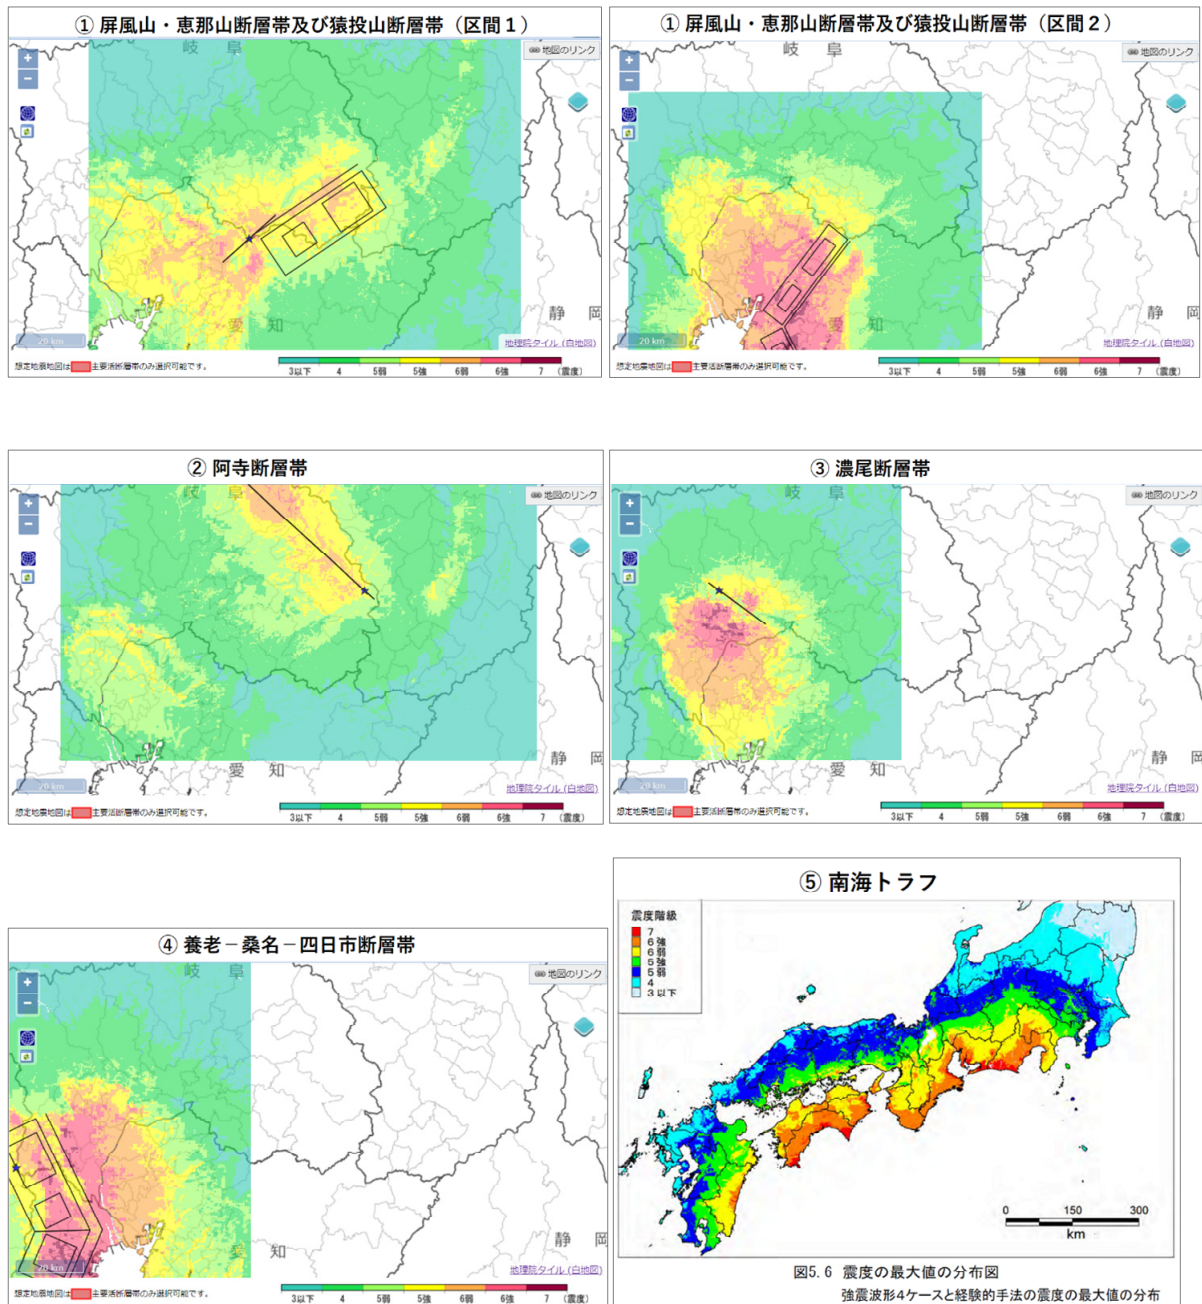 ① 屏風山・恵那山断層帯及び猿投山断層帯（区間１）
岐 阜
地図のリンク
+
−
愛 知
静 岡
20 km
地理院タイル (白地図)
想定地震地図は 主要活断層帯のみ選択可能です。
3以下 4 5弱 5強 6弱 6強 7 (震度)
① 屏風山・恵那山断層帯及び猿投山断層帯（区間２）
岐 阜
地図のリンク
+
−
愛 知
静 岡
20 km
地理院タイル (白地図)
想定地震地図は 主要活断層帯のみ選択可能です。
3以下 4 5弱 5強 6弱 6強 7 (震度)
② 阿寺断層帯
岐 阜
地図のリンク
+
−
愛 知
静 岡
20 km
地理院タイル (白地図)
想定地震地図は 主要活断層帯のみ選択可能です。
3以下 4 5弱 5強 6弱 6強 7 (震度)
③ 濃尾断層帯
岐 阜
地図のリンク
+
−
愛 知
静 岡
20 km
地理院タイル (白地図)
想定地震地図は 主要活断層帯のみ選択可能です。
3以下 4 5弱 5強 6弱 6強 7 (震度)
④ 養老－桑名－四日市断層帯
岐 阜
地図のリンク
+
−
愛 知
静 岡
20 km
地理院タイル (白地図)
想定地震地図は 主要活断層帯のみ選択可能です。
3以下 4 5弱 5強 6弱 6強 7 (震度)
⑤ 南海トラフ
震度階級
7
6強
6弱
5強
5弱
4
3以下
0 150 300
km
図5.6 震度の最大値の分布図
強震波形4ケースと経験的手法の震度の最大値の分布